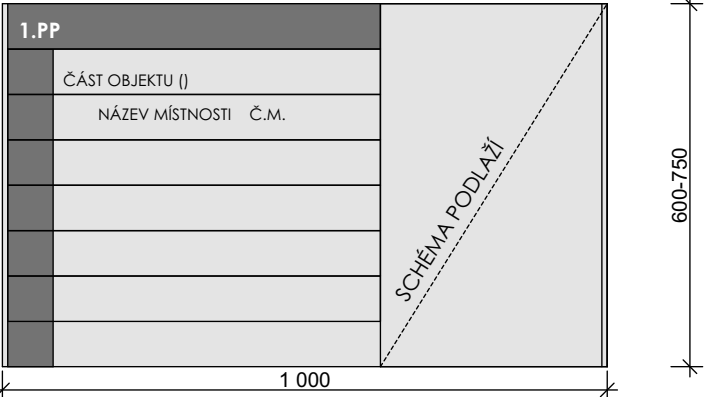 1.PP
ČÁST OBJEKTU ()
NÁZEV MÍSTNOSTI Č.M.
SCHÉMA PODLAŽÍ
600-750
1 000